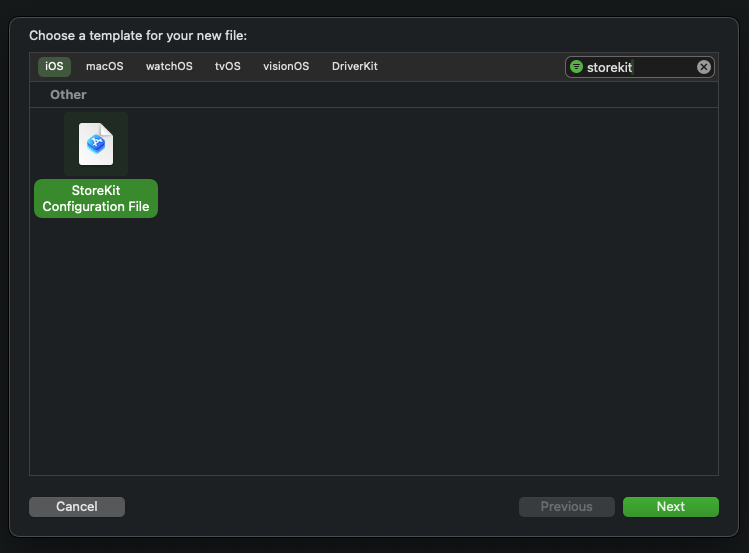 Choose a template for your new file:
iOS macOS watchOS tvOS visionOS DriverKit storekit
Other
StoreKit
Configuration File
Cancel Previous Next